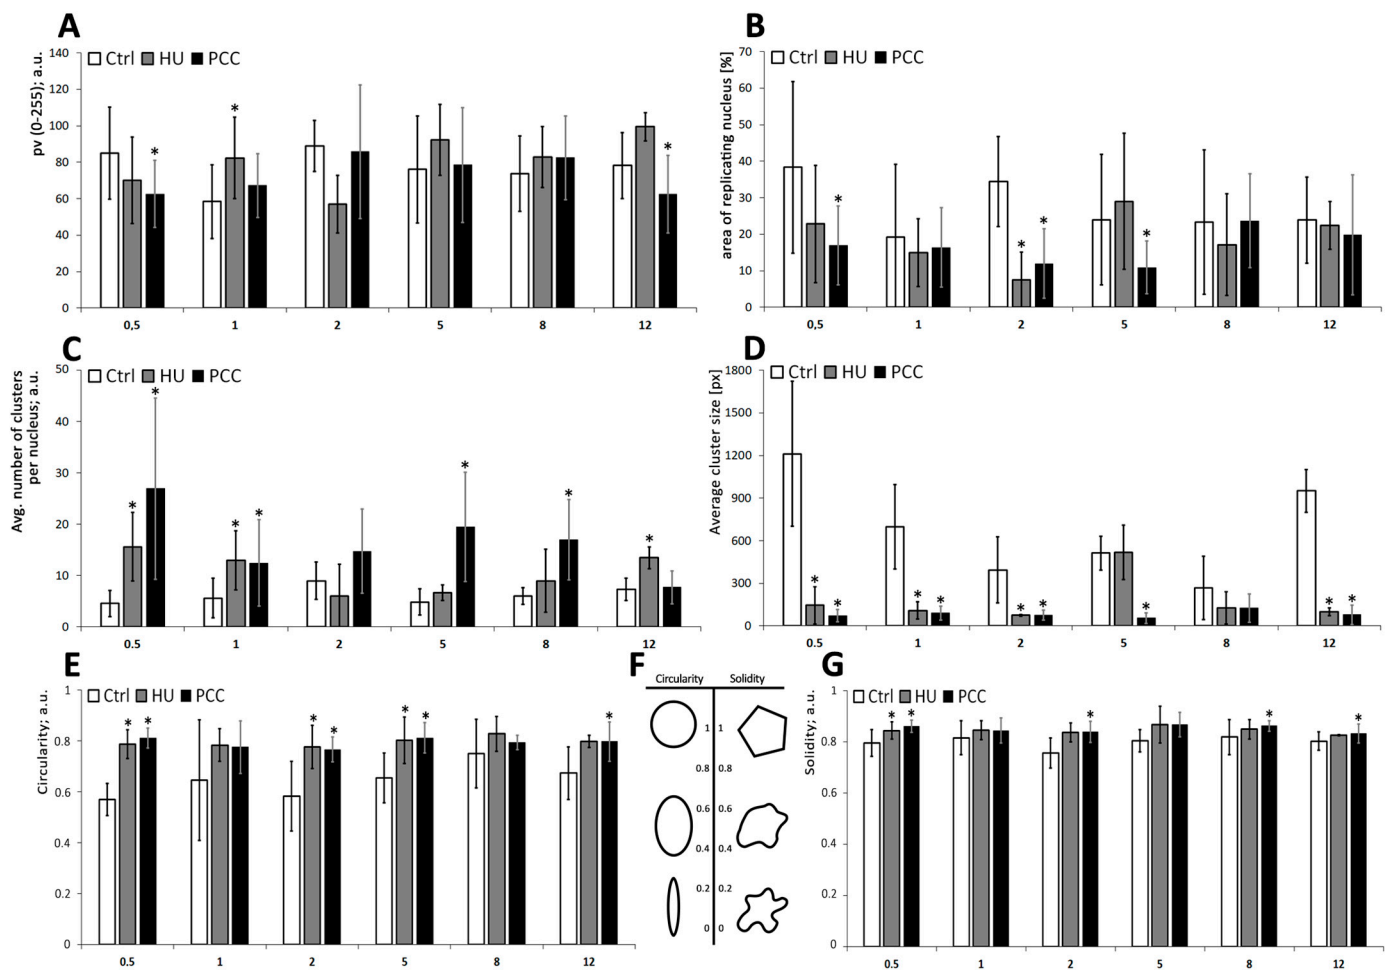 A
pv (0-255); a.u.
Ctrl HU PCC
140
120
100
80
60
40
20
0
* * *
0,5 1 2 5 8 12
B
area of replicating nucleus [%]
Ctrl HU PCC
70
60
50
40
30
20
10
0
* * * *
0,5 1 2 5 8 12
C
Avg. number of clusters
per nucleus; a.u.
Ctrl HU PCC
50
40
30
20
10
0
* * * * * * *
0.5 1 2 5 8 12
D
Average cluster size [px]
Ctrl HU PCC
1800
1500
1200
900
600
300
0
* * * * * * * * *
0.5 1 2 5 8 12
E
Circularity; a.u.
Ctrl HU PCC
1
0.8
0.6
0.4
0.2
0
* * * * * * *
0.5 1 2 5 8 12
F
Circularity Solidity
1 1
0.8 0.8
0.6 0.6
0.4 0.4
0.2 0.2
0 0
G
Solidity; a.u.
Ctrl HU PCC
1
0.8
0.6
0.4
0.2
0
* * * * *
0.5 1 2 5 8 12